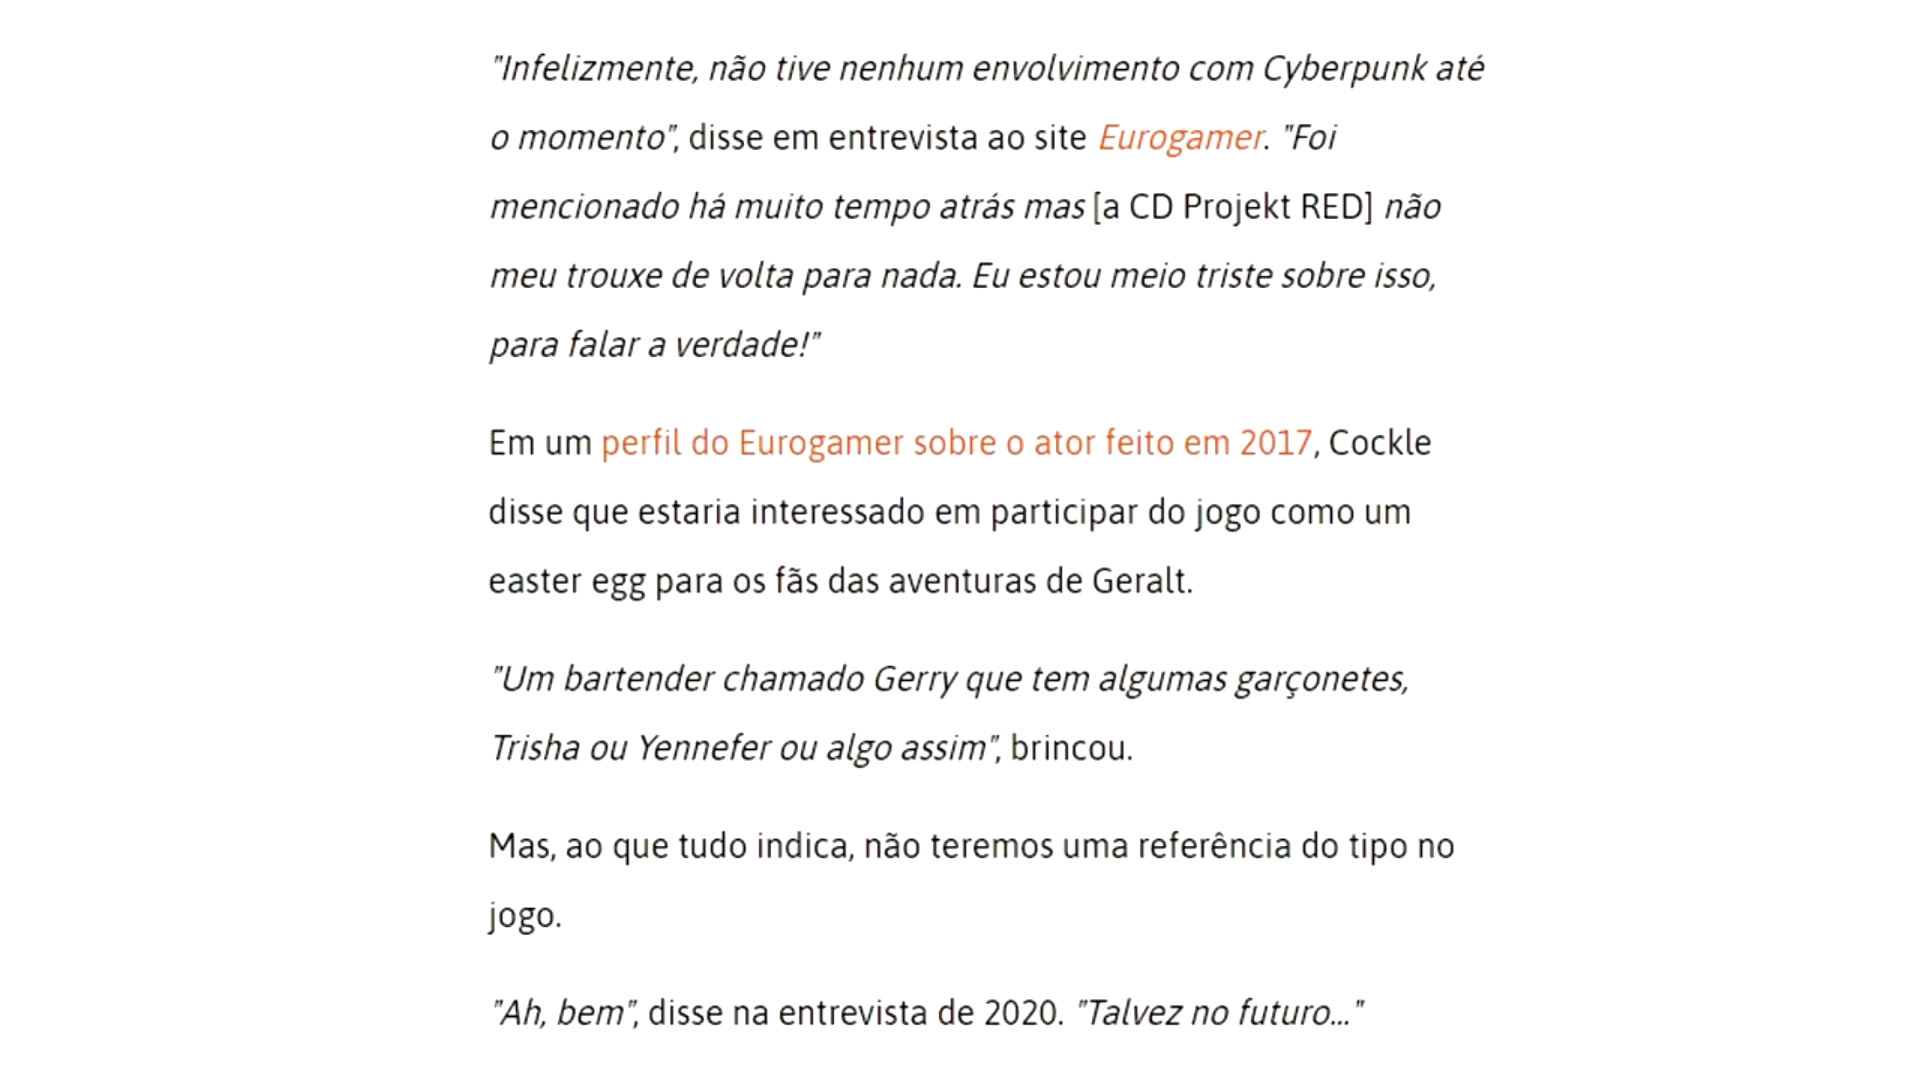 "Infelizmente, não tive nenhum envolvimento com Cyberpunk até
o momento", disse em entrevista ao site Eurogamer. "Foi
mencionado há muito tempo atrás mas [a CD Projekt RED] não
meu trouxe de volta para nada. Eu estou meio triste sobre isso,
para falar a verdade!"
Em um perfil do Eurogamer sobre o ator feito em 2017, Cockle
disse que estaria interessado em participar do jogo como um
easter egg para os fãs das aventuras de Geralt.
"Um bartender chamado Gerry que tem algumas garçonetes,
Trisha ou Yennefer ou algo assim", brincou.
Mas, ao que tudo indica, não teremos uma referência do tipo no
jogo.
"Ah, bem", disse na entrevista de 2020. "Talvez no futuro..."